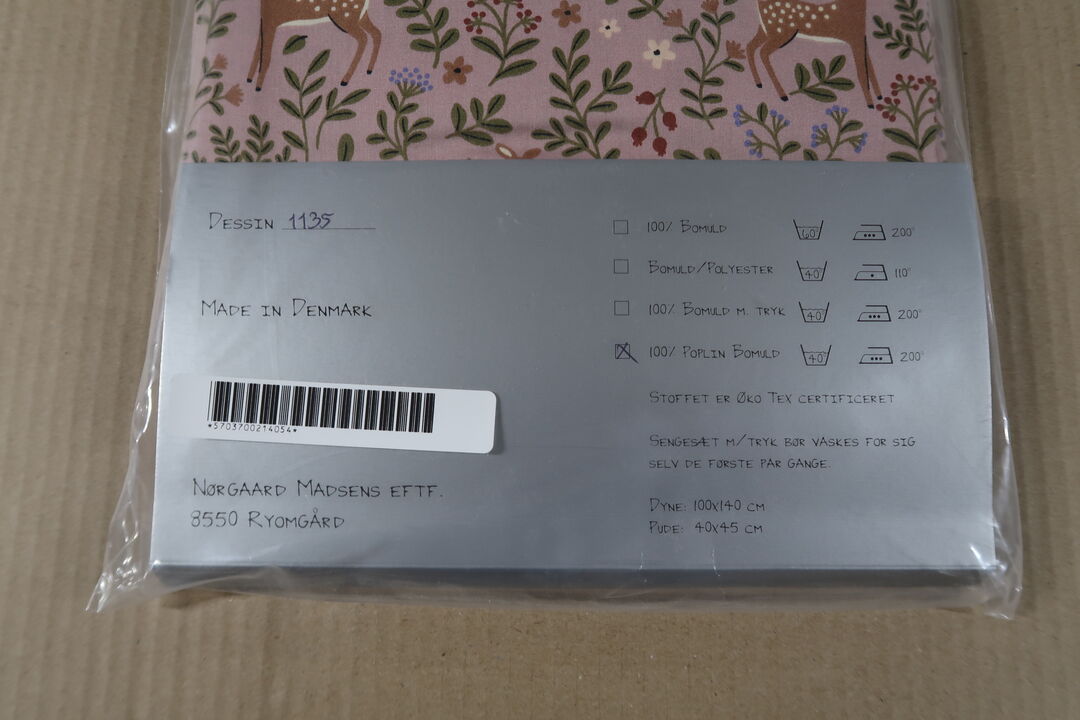 DESSIN 1135
MADE IN DENMARK
*5703700214054*
NØRGAARD MADSENS EFTF.
8550 RYOMGÅRD
100% BOMULD 60° 200°
BOMULD/POLYESTER 40° 110°
100% BOMULD M. TRYK 40° 200°
100% POPLIN BOMULD 40° 200°
STOFFET ER ØKO TEX CERTIFICERET
SENGESÆT M/TRYK BØR VASKES FOR SIG
SELV DE FØRSTE PAR GANGE.
DYNE: 100X140 CM
PUDE: 40X45 CM